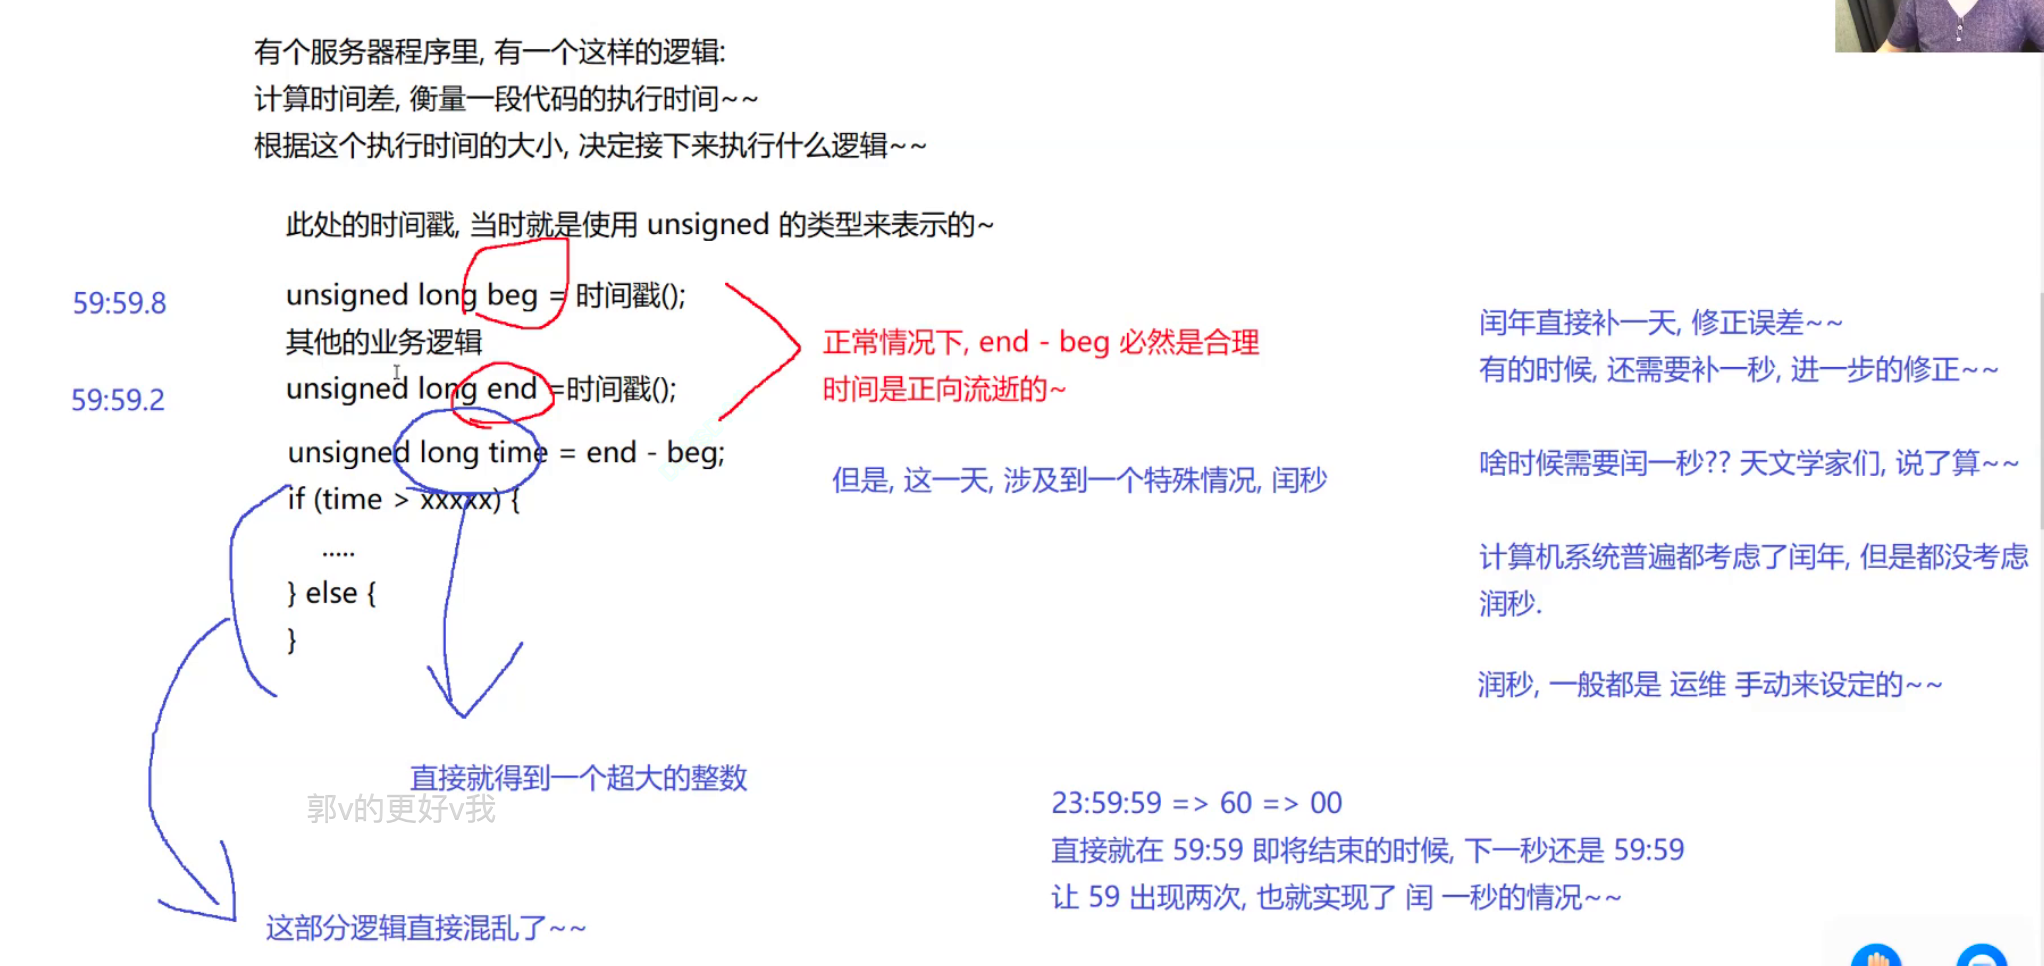 有个服务器程序里, 有一个这样的逻辑:
计算时间差, 衡量一段代码的执行时间~~
根据这个执行时间的大小, 决定接下来执行什么逻辑~~
此处的时间戳, 当时就是使用 unsigned 的类型来表示的~
59:59.8
unsigned long beg = 时间戳();
其他的业务逻辑
59:59.2
unsigned long end =时间戳();
unsigned long time = end - beg;
if (time > xxxxx) {
.....
} else {
}
正常情况下, end - beg 必然是合理
时间是正向流逝的~
但是, 这一天, 涉及到一个特殊情况, 闰秒
闰年直接补一天, 修正误差~~
有的时候, 还需要补一秒, 进一步的修正~~
啥时候需要闰一秒?? 天文学家们, 说了算~~
计算机系统普遍都考虑了闰年, 但是都没考虑
润秒.
润秒, 一般都是 运维 手动来设定的~~
直接就得到一个超大的整数
郭v的更好v我
这部分逻辑直接混乱了~~
23:59:59 => 60 => 00
直接就在 59:59 即将结束的时候, 下一秒还是 59:59
让 59 出现两次, 也就实现了 闰 一秒的情况~~